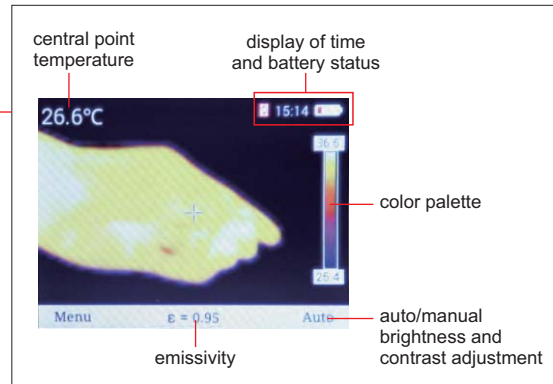 central point
temperature
display of time
and battery status
26.6°C
15:14
36.6
color palette
25.4
Menu ε = 0.95 Auto
auto/manual
brightness and
contrast adjustment
emissivity